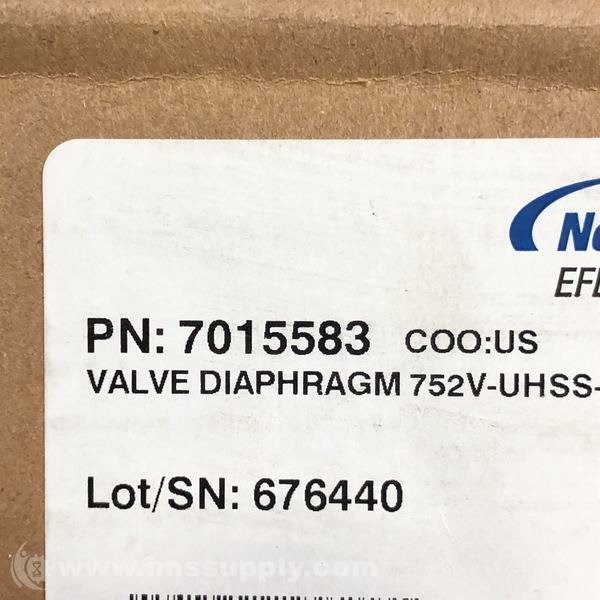 PN: 7015583 COO:US
VALVE DIAPHRAGM 752V-UHSS-
Lot/SN: 676440
www.imssupply.com